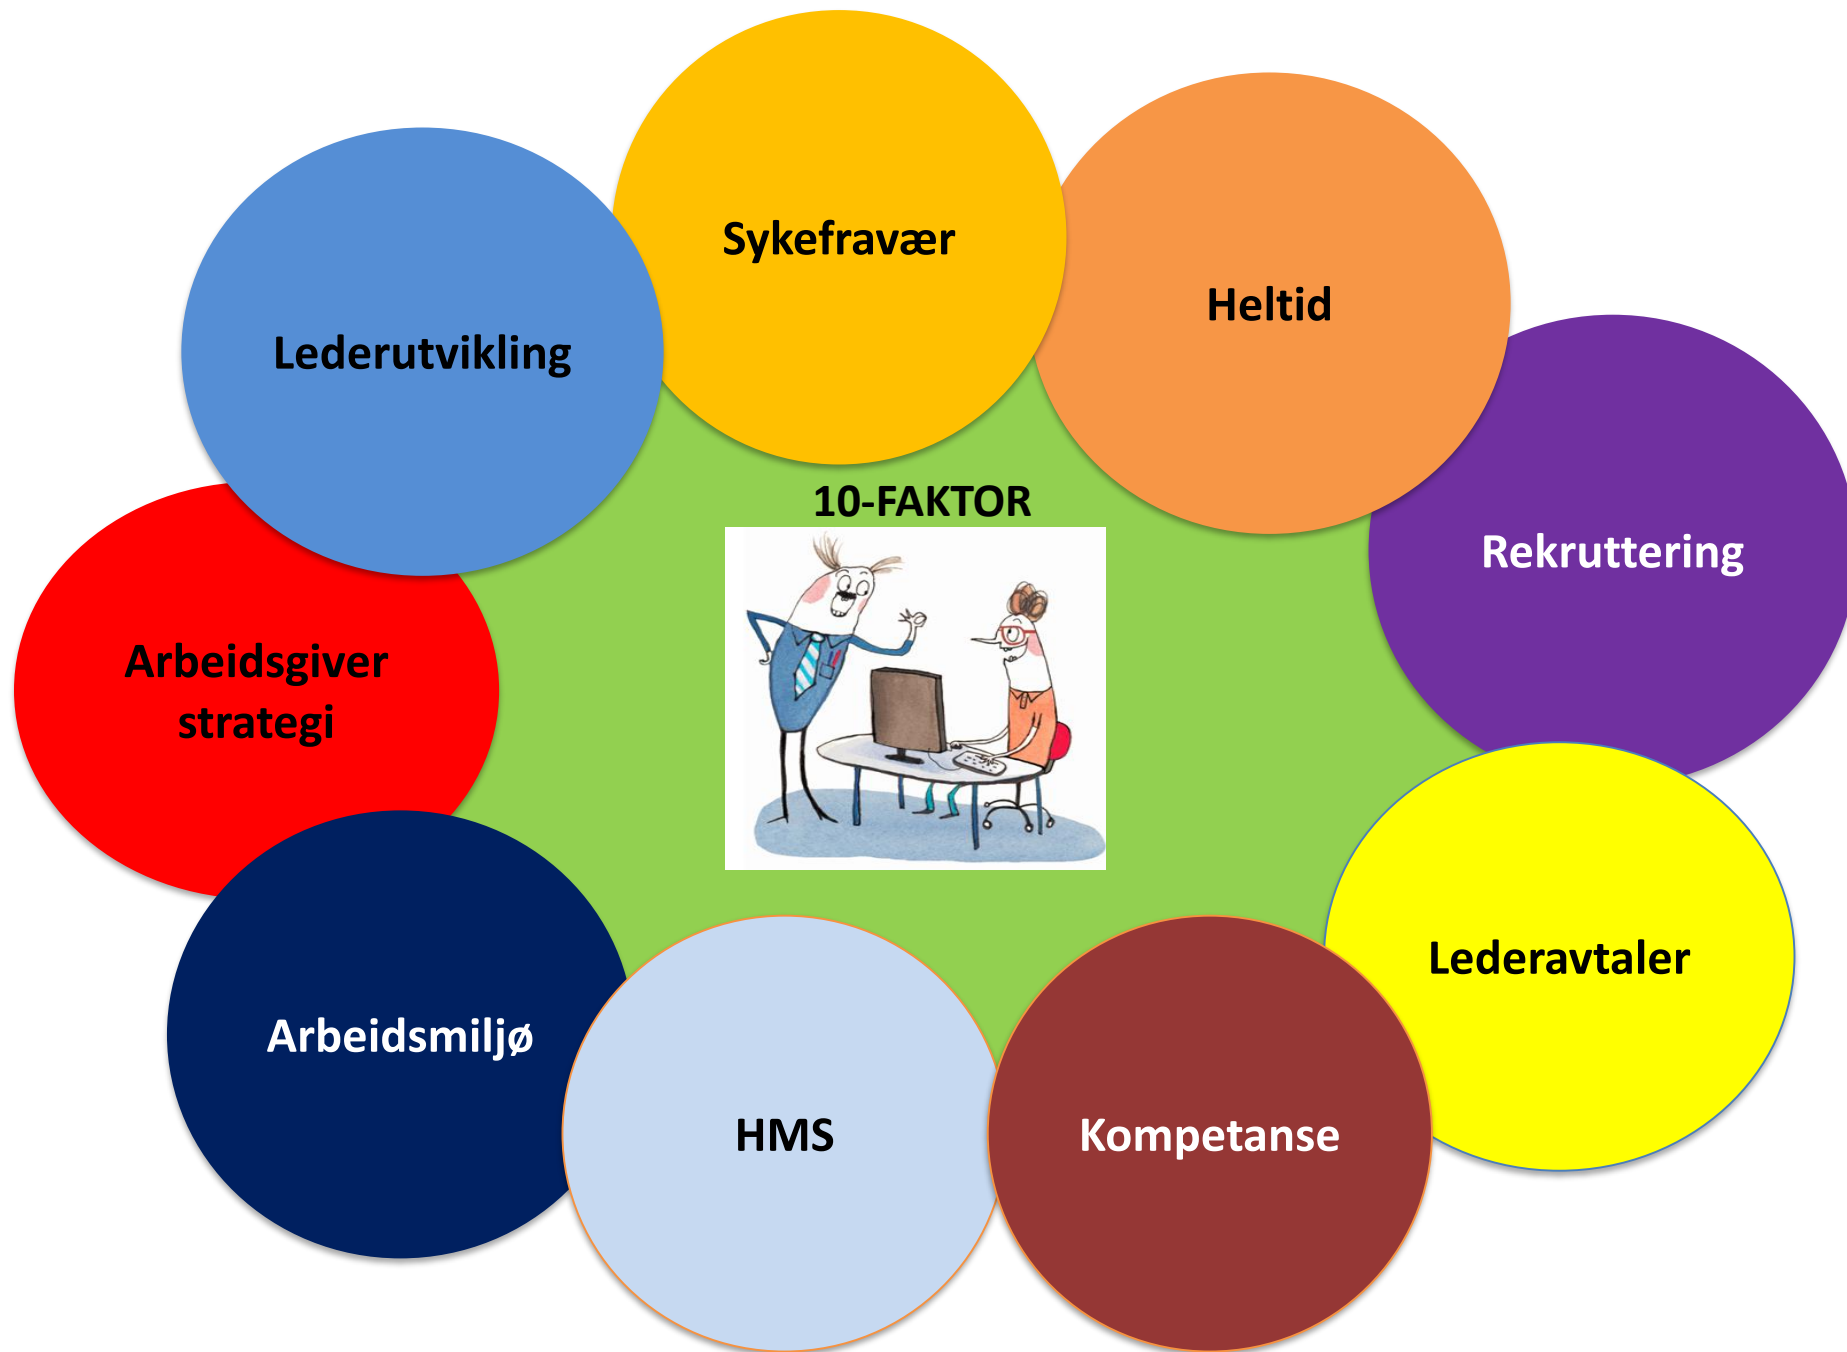 Sykefravær
Heltid
Lederutvikling
10-FAKTOR
Rekruttering
Arbeidsgiver
strategi
Lederavtaler
Arbeidsmiljø
HMS
Kompetanse